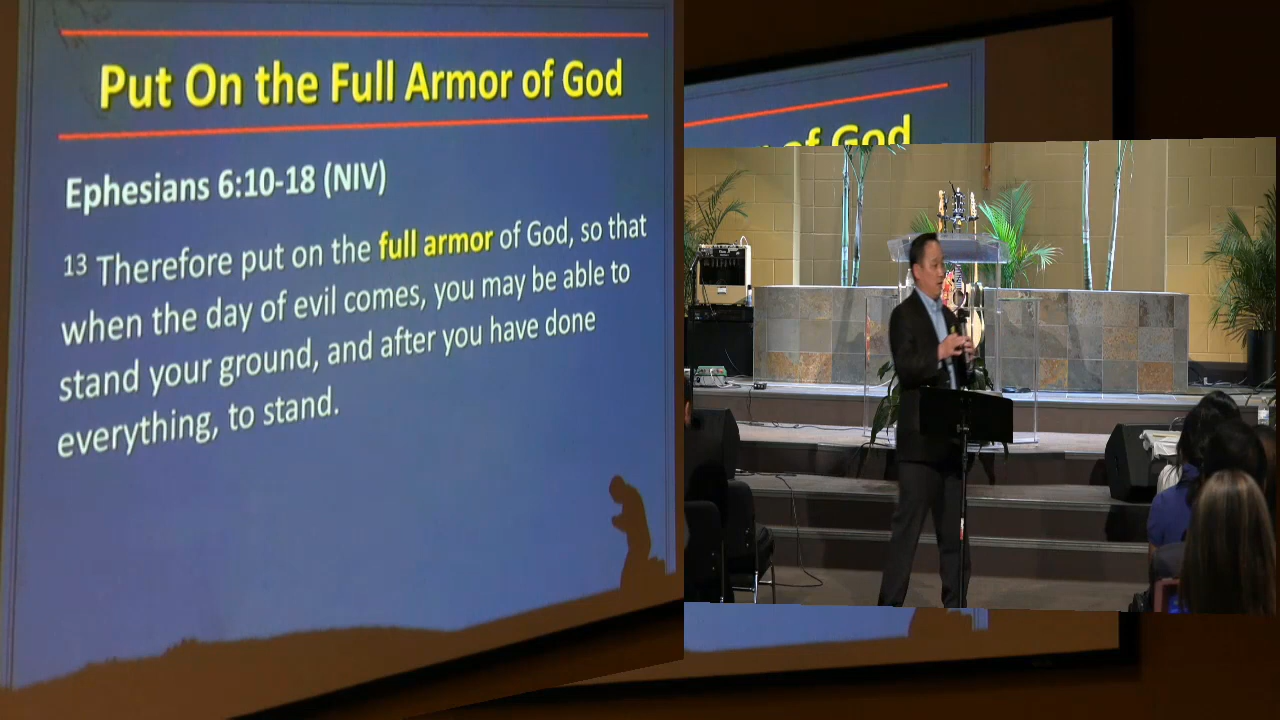 Put On the Full Armor of God
Ephesians 6:10-18 (NIV)
13 Therefore put on the full armor of God, so that
when the day of evil comes, you may be able to
stand your ground, and after you have done
everything, to stand.
of God